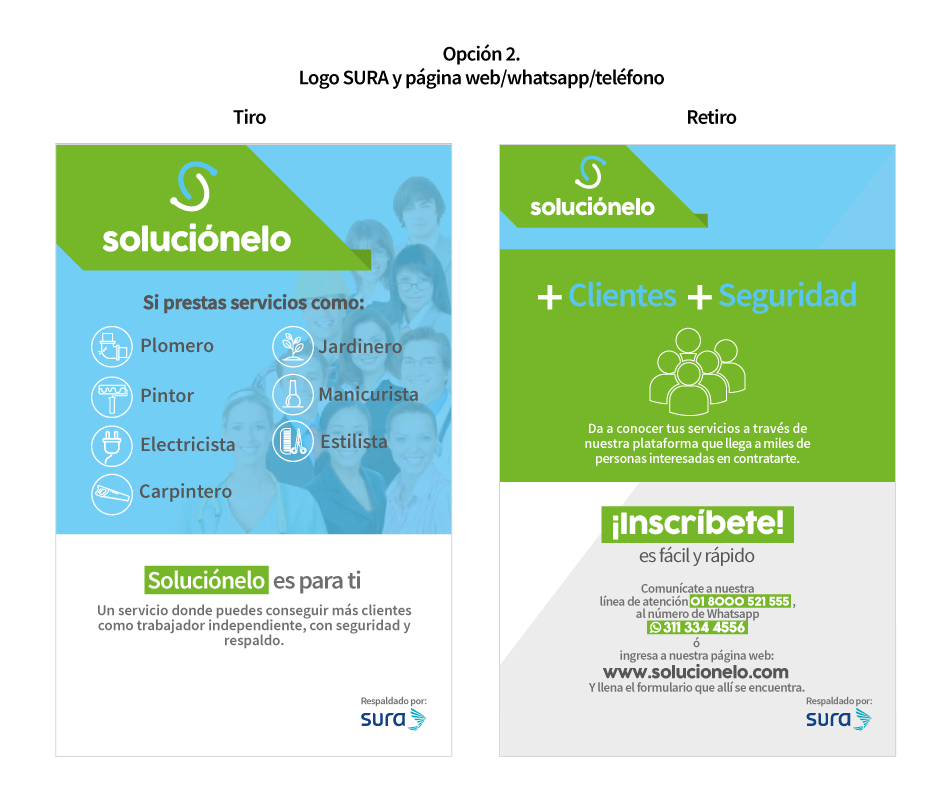 Opción 2.
Logo SURA y página web/whatsapp/teléfono
Tiro
soluciónelo
Si prestas servicios como:
Plomero
Pintor
Electricista
Carpintero
Jardinero
Manicurista
Estilista
Soluciónelo es para ti
Un servicio donde puedes conseguir más clientes
como trabajador independiente, con seguridad y
respaldo.
Respaldado por:
sura
Retiro
soluciónelo
+ Clientes + Seguridad
Da a conocer tus servicios a través de
nuestra plataforma que llega a miles de
personas interesadas en contratarte.
¡Inscríbete!
es fácil y rápido
Comunícate a nuestra
línea de atención 01 8000 521 555,
al número de Whatsapp
311 334 4556
ó
ingresa a nuestra página web:
www.solucionelo.com
Y llena el formulario que allí se encuentra.
Respaldado por:
sura